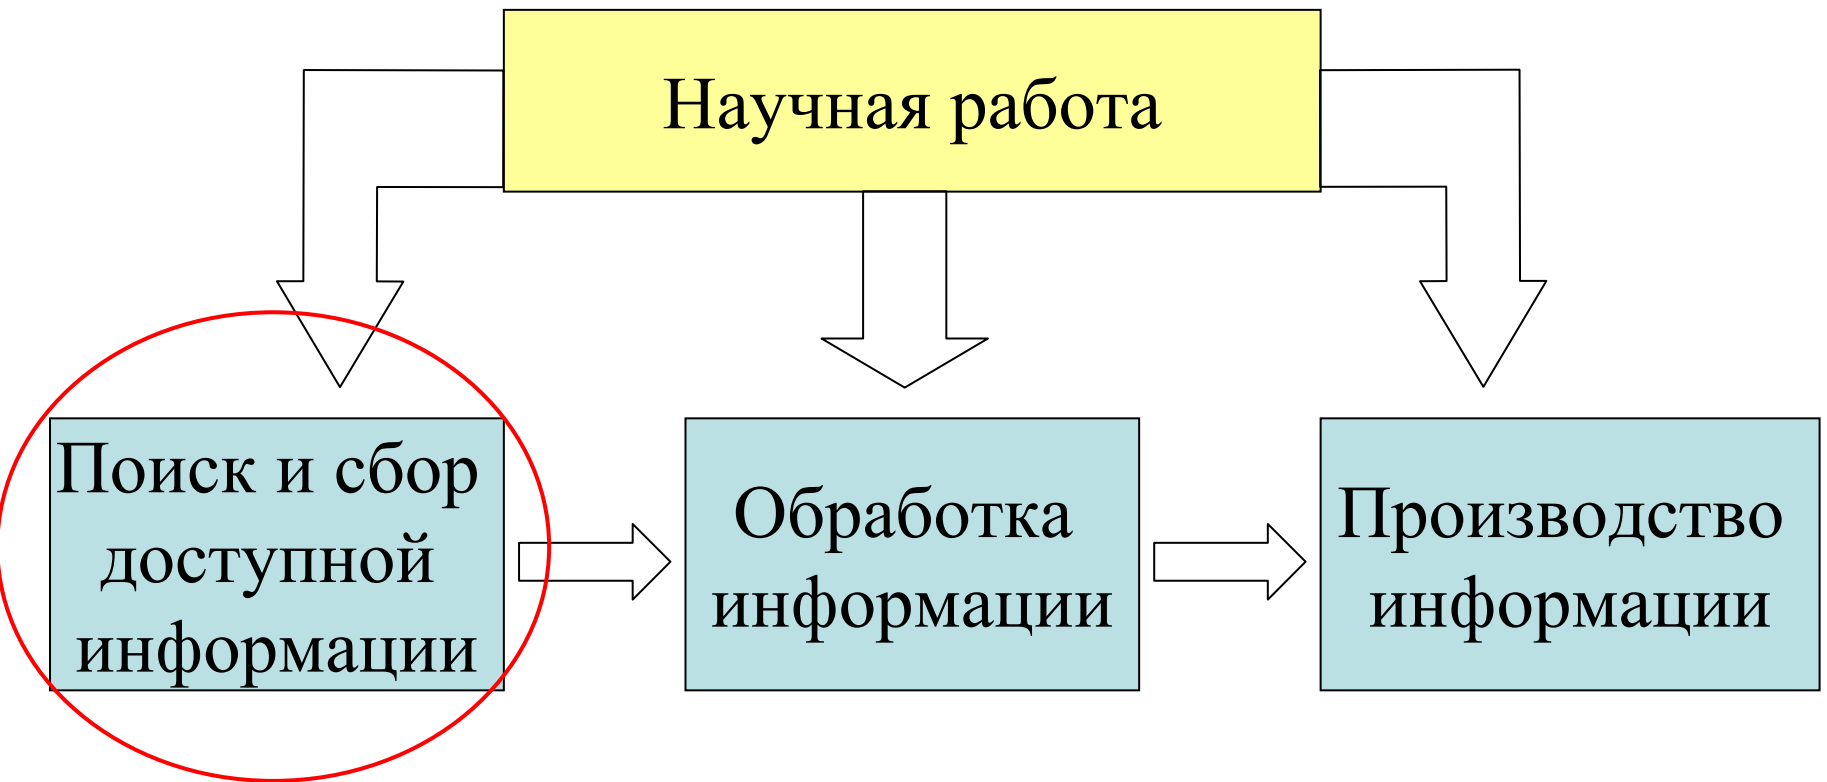 Научная работа
Поиск и сбор
доступной
информации
Обработка
информации
Производство
информации